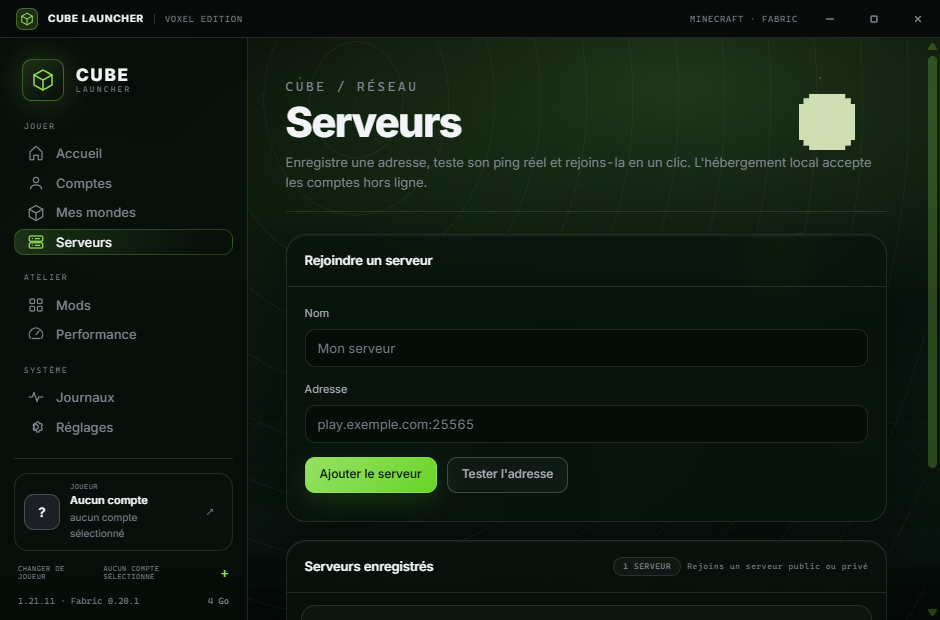 CUBE LAUNCHER
VOXEL EDITION
MINECRAFT · FABRIC
CUBE
LAUNCHER
JOUER
Accueil
Comptes
Mes mondes
Serveurs
ATELIER
Mods
Performance
SYSTÈME
Journaux
Réglages
?
JOUEUR
Aucun compte
aucun compte
sélectionné
CHANGER DE
JOUEUR
AUCUN COMPTE
SÉLECTIONNÉ
+
1.21.11 · Fabric 0.20.1
4 Go
CUBE / RÉSEAU
Serveurs
Enregistre une adresse, teste son ping réel et rejoins-la en un clic. L'hébergement local accepte
les comptes hors ligne.
Rejoindre un serveur
Nom
Mon serveur
Adresse
play.exemple.com:25565
Ajouter le serveur
Tester l'adresse
Serveurs enregistrés
1 SERVEUR
Rejoins un serveur public ou privé